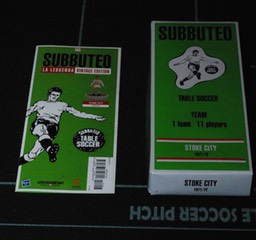 SUBBUTEO
LA LEGGENDA VINTAGE EDITION
SUBBUTEO
TABLE
SOCCER
SUBBUTEO
TABLE SOCCER
TEAM
1 team 11 players
STOKE CITY
STOKE CITY
LE SOCCER PITCH